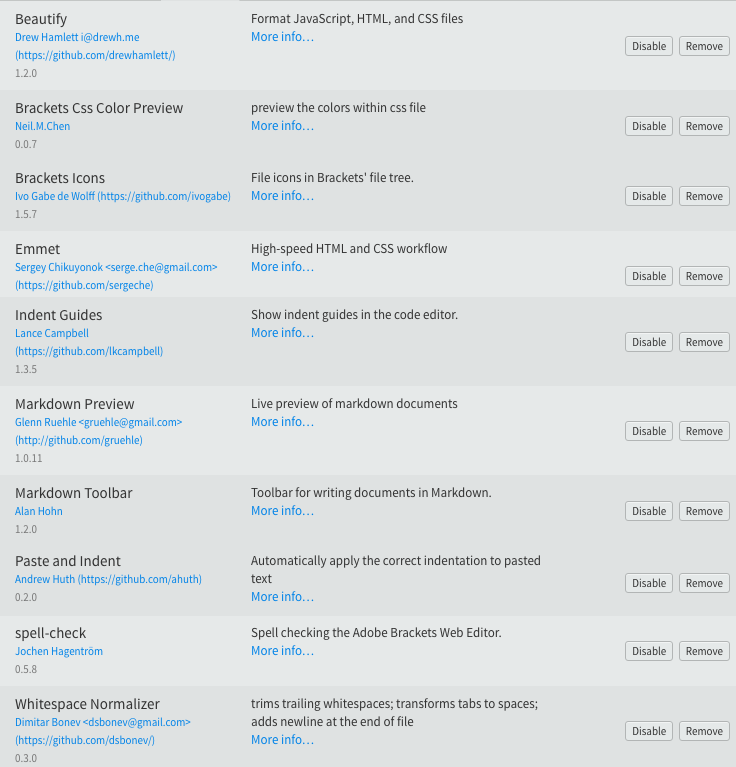 Beautify
Drew Hamlett i@drewh.me
(https://github.com/drewhamlett/)
1.2.0
Format JavaScript, HTML, and CSS files
More info…
Disable
Remove
Brackets Css Color Preview
Neil.M.Chen
0.0.7
preview the colors within css file
More info…
Disable
Remove
Brackets Icons
Ivo Gabe de Wolff (https://github.com/ivogabe)
1.5.7
File icons in Brackets' file tree.
More info…
Disable
Remove
Emmet
Sergey Chikuyonok <serge.che@gmail.com>
(https://github.com/sergeche)
High-speed HTML and CSS workflow
More info…
Disable
Remove
Indent Guides
Lance Campbell
(https://github.com/lkcampbell)
1.3.5
Show indent guides in the code editor.
More info…
Disable
Remove
Markdown Preview
Glenn Ruehle <gruehle@gmail.com>
(http://github.com/gruehle)
1.0.11
Live preview of markdown documents
More info…
Disable
Remove
Markdown Toolbar
Alan Hohn
1.2.0
Toolbar for writing documents in Markdown.
More info…
Disable
Remove
Paste and Indent
Andrew Huth (https://github.com/ahuth)
0.2.0
Automatically apply the correct indentation to pasted
text
More info…
Disable
Remove
spell-check
Jochen Hagenström
0.5.8
Spell checking the Adobe Brackets Web Editor.
More info…
Disable
Remove
Whitespace Normalizer
Dimitar Bonev <dsbonev@gmail.com>
(https://github.com/dsbonev/)
0.3.0
trims trailing whitespaces; transforms tabs to spaces;
adds newline at the end of file
More info…
Disable
Remove